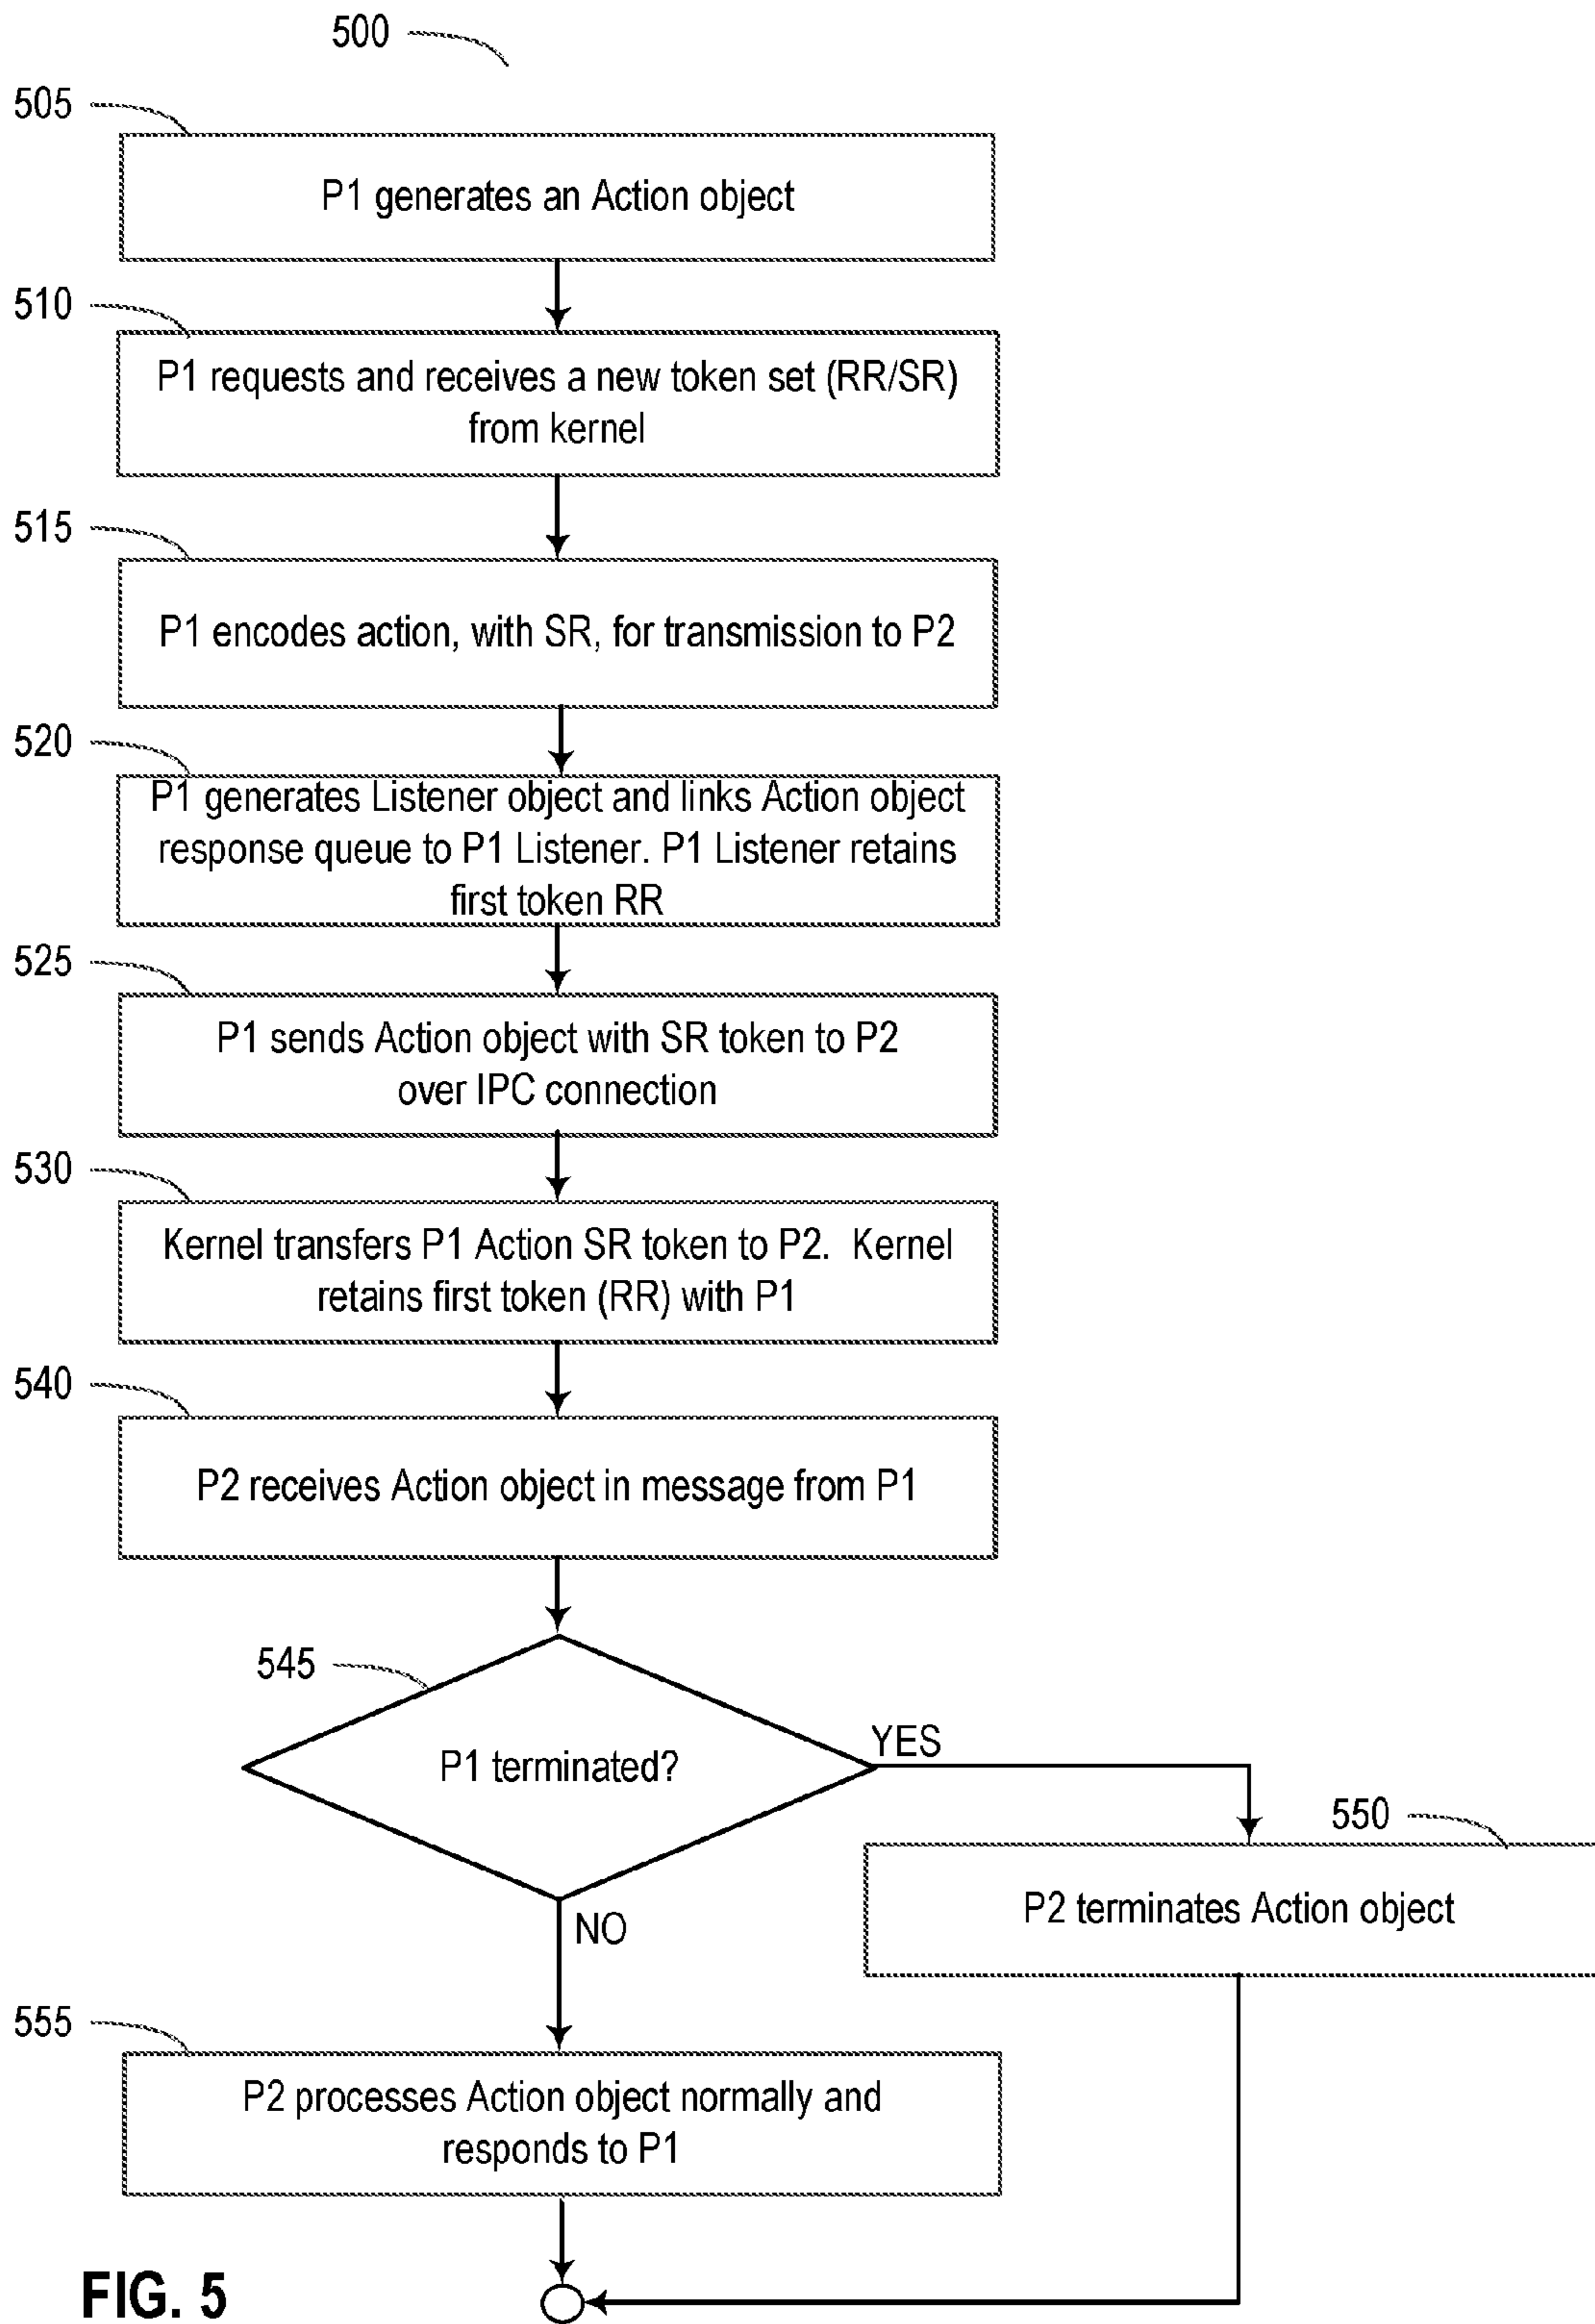 500
505
P1 generates an Action object
510
P1 requests and receives a new token set (RR/SR)
from kernel
515
P1 encodes action, with SR, for transmission to P2
520
P1 generates Listener object and links Action object
response queue to P1 Listener. P1 Listener retains
first token RR
525
P1 sends Action object with SR token to P2
over IPC connection
530
Kernel transfers P1 Action SR token to P2. Kernel
retains first token (RR) with P1
540
P2 receives Action object in message from P1
545
P1 terminated?
YES
550
P2 terminates Action object
NO
555
P2 processes Action object normally and
responds to P1
FIG. 5